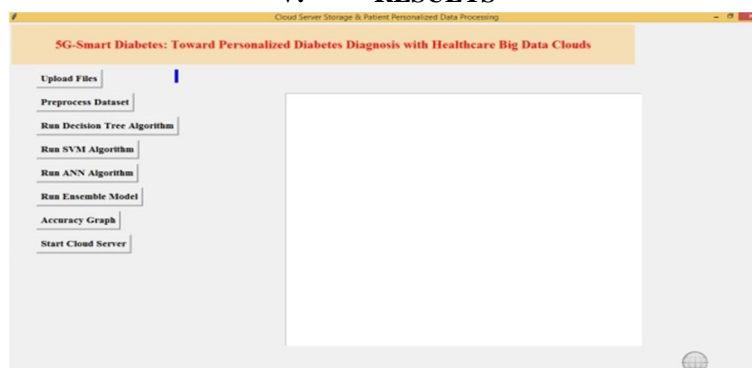 V. RESULTS
Cloud Server Storage & Patient Personalized Data Processing
5G-Smart Diabetes: Toward Personalized Diabetes Diagnosis with Healthcare Big Data Clouds
Upload Files
Preprocess Dataset
Run Decision Tree Algorithm
Run SVM Algorithm
Run ANN Algorithm
Run Ensemble Model
Accuracy Graph
Start Cloud Server